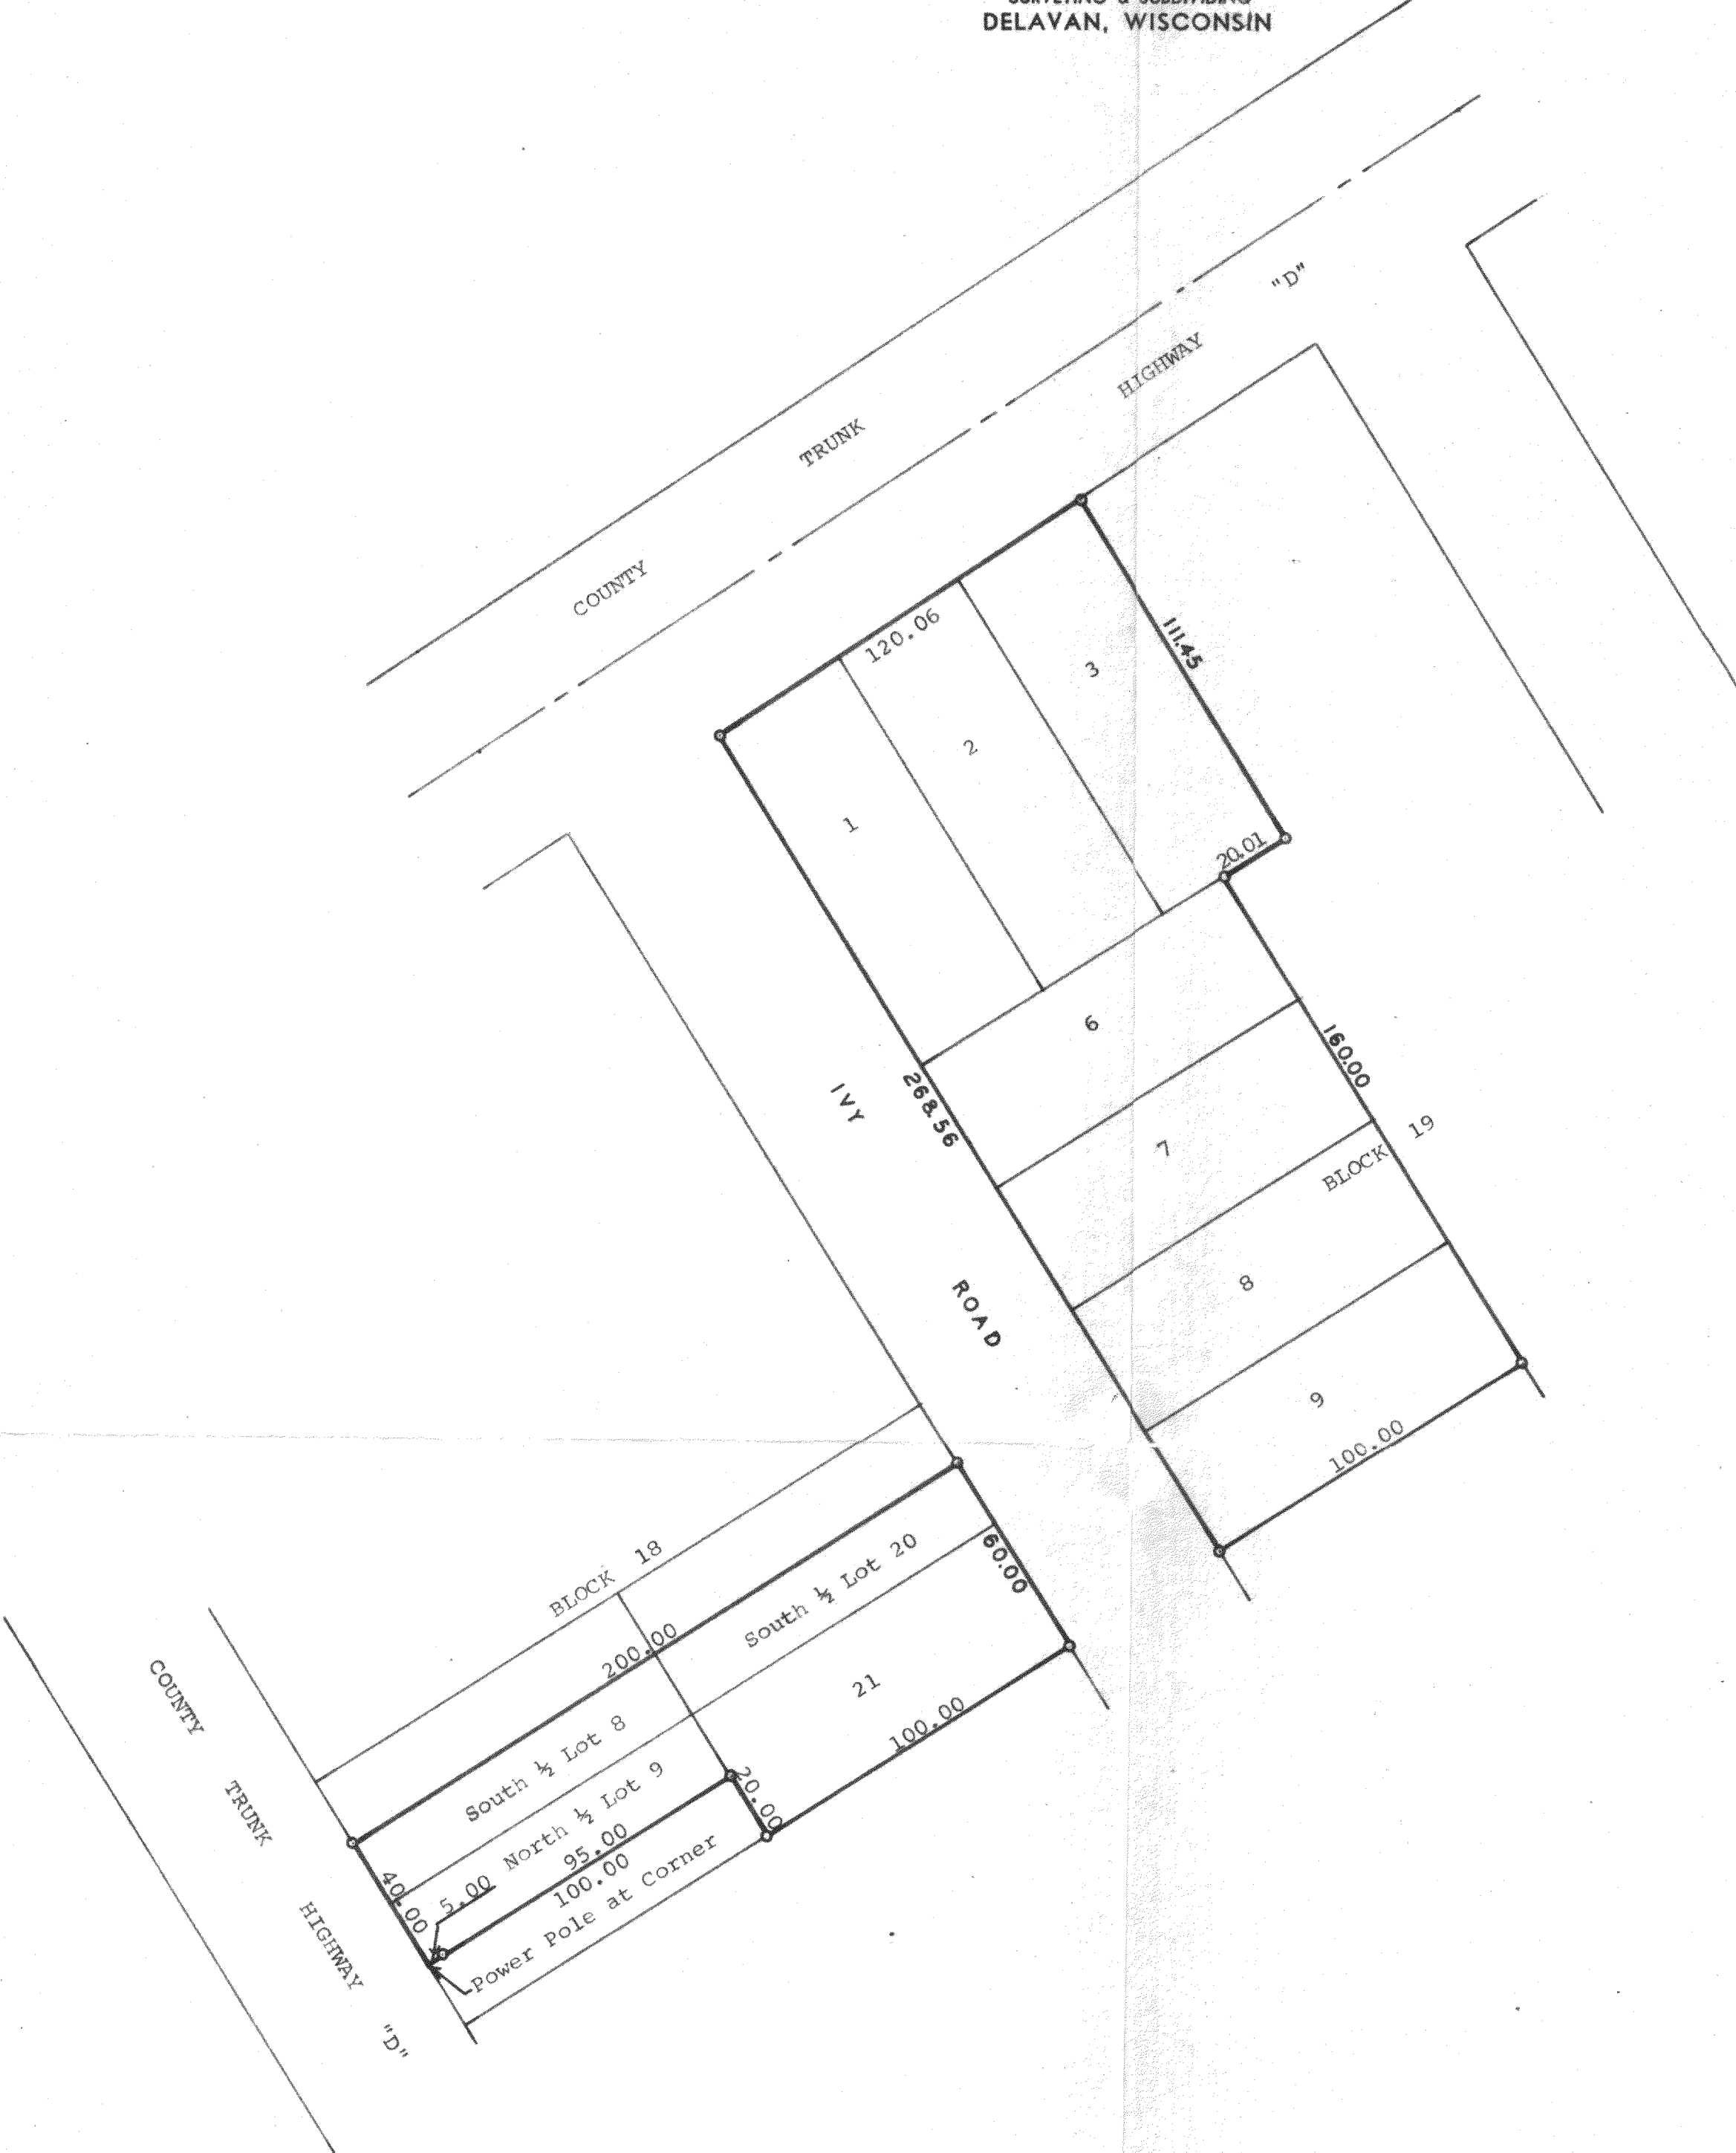 SURVEYING & SUBDIVIDING
DELAVAN, WISCONSIN
COUNTY TRUNK HIGHWAY "D"
120.06
111.45
1
2
3
20.01
6
7
8
9
268.56
160.00
BLOCK 19
100.00
IVY ROAD
BLOCK 18
200.00
South ½ Lot 20
60.00
21
100.00
South ½ Lot 8
North ½ Lot 9
20.00
40.00
5.00
95.00
100.00
Power Pole at Corner
COUNTY TRUNK HIGHWAY "D"